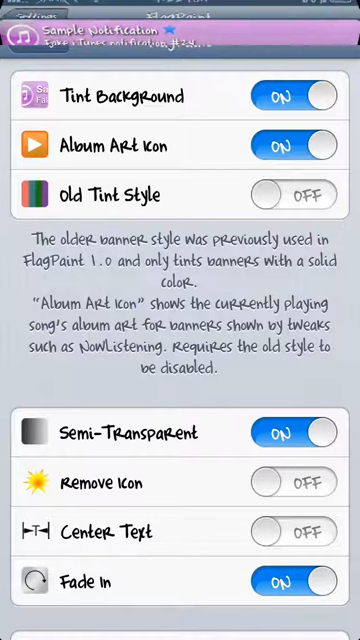 Sample Notification
Fake iTunes notification
Tint Background ON
Album Art Icon ON
Old Tint Style OFF
The older banner style was previously used in
FlagPaint 1.0 and only tints banners with a solid
color.
"Album Art Icon" shows the currently playing
song's album art for banners shown by tweaks
such as NowListening. Requires the old style to
be disabled.
Semi-Transparent ON
Remove Icon OFF
Center Text OFF
Fade In ON